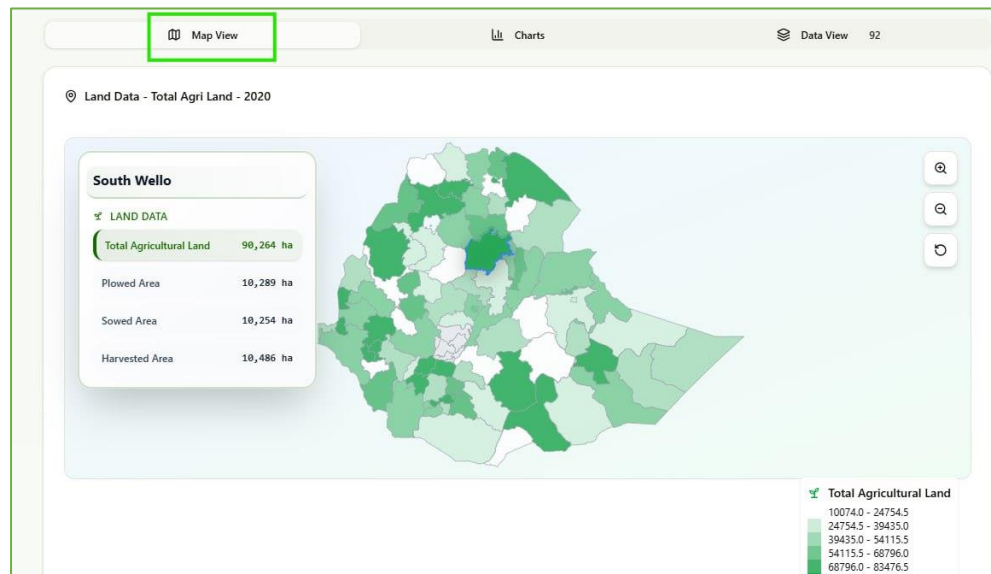 Map View
Charts
Data View 92
Land Data - Total Agri Land - 2020
South Wello
LAND DATA
Total Agricultural Land 90,264 ha
Plowed Area 10,289 ha
Sowed Area 10,254 ha
Harvested Area 10,486 ha
Total Agricultural Land
10074.0 - 24754.5
24754.5 - 39435.0
39435.0 - 54115.5
54115.5 - 68796.0
68796.0 - 83476.5